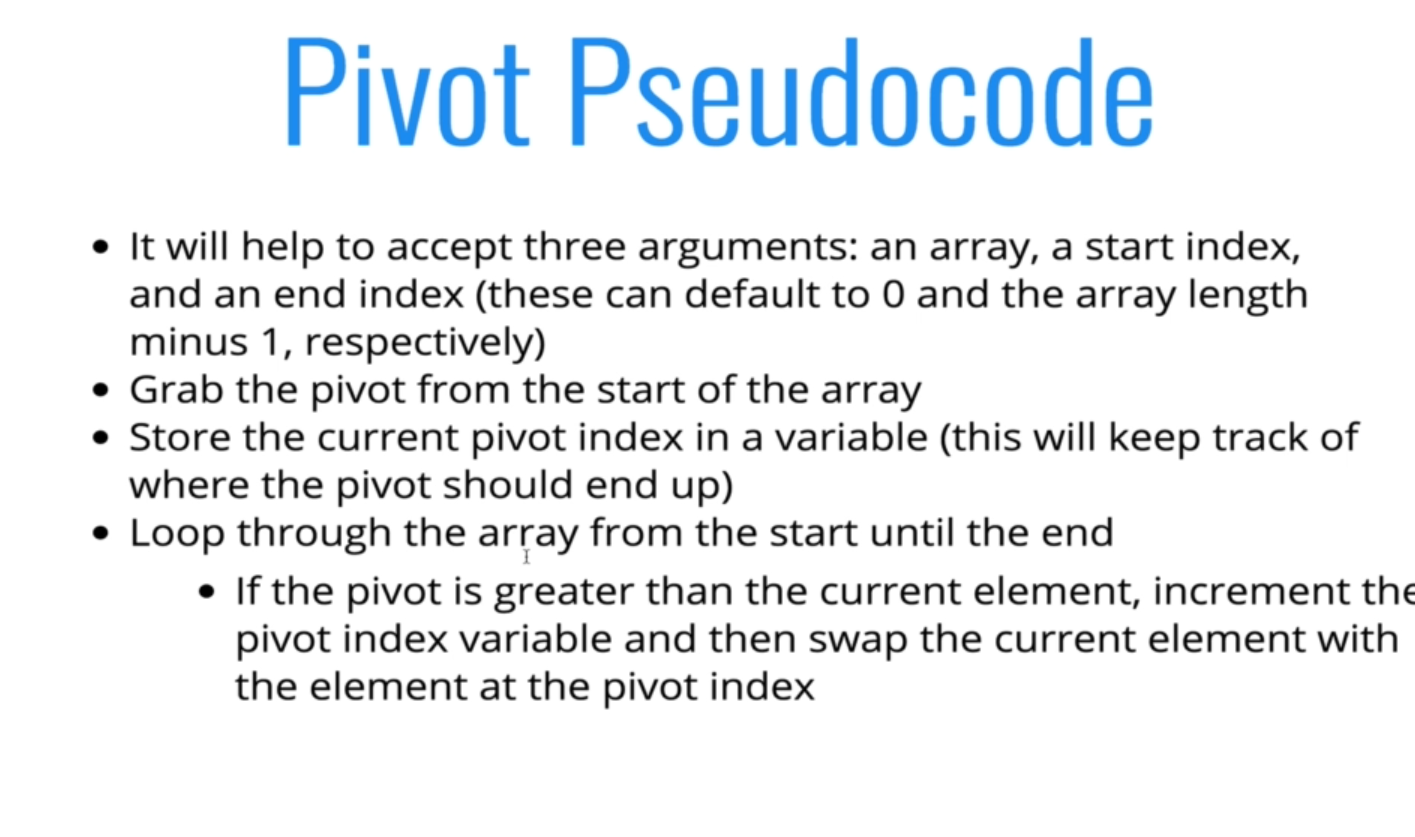 Pivot Pseudocode
• It will help to accept three arguments: an array, a start index,
and an end index (these can default to 0 and the array length
minus 1, respectively)
• Grab the pivot from the start of the array
• Store the current pivot index in a variable (this will keep track of
where the pivot should end up)
• Loop through the array from the start until the end
• If the pivot is greater than the current element, increment the
pivot index variable and then swap the current element with
the element at the pivot index